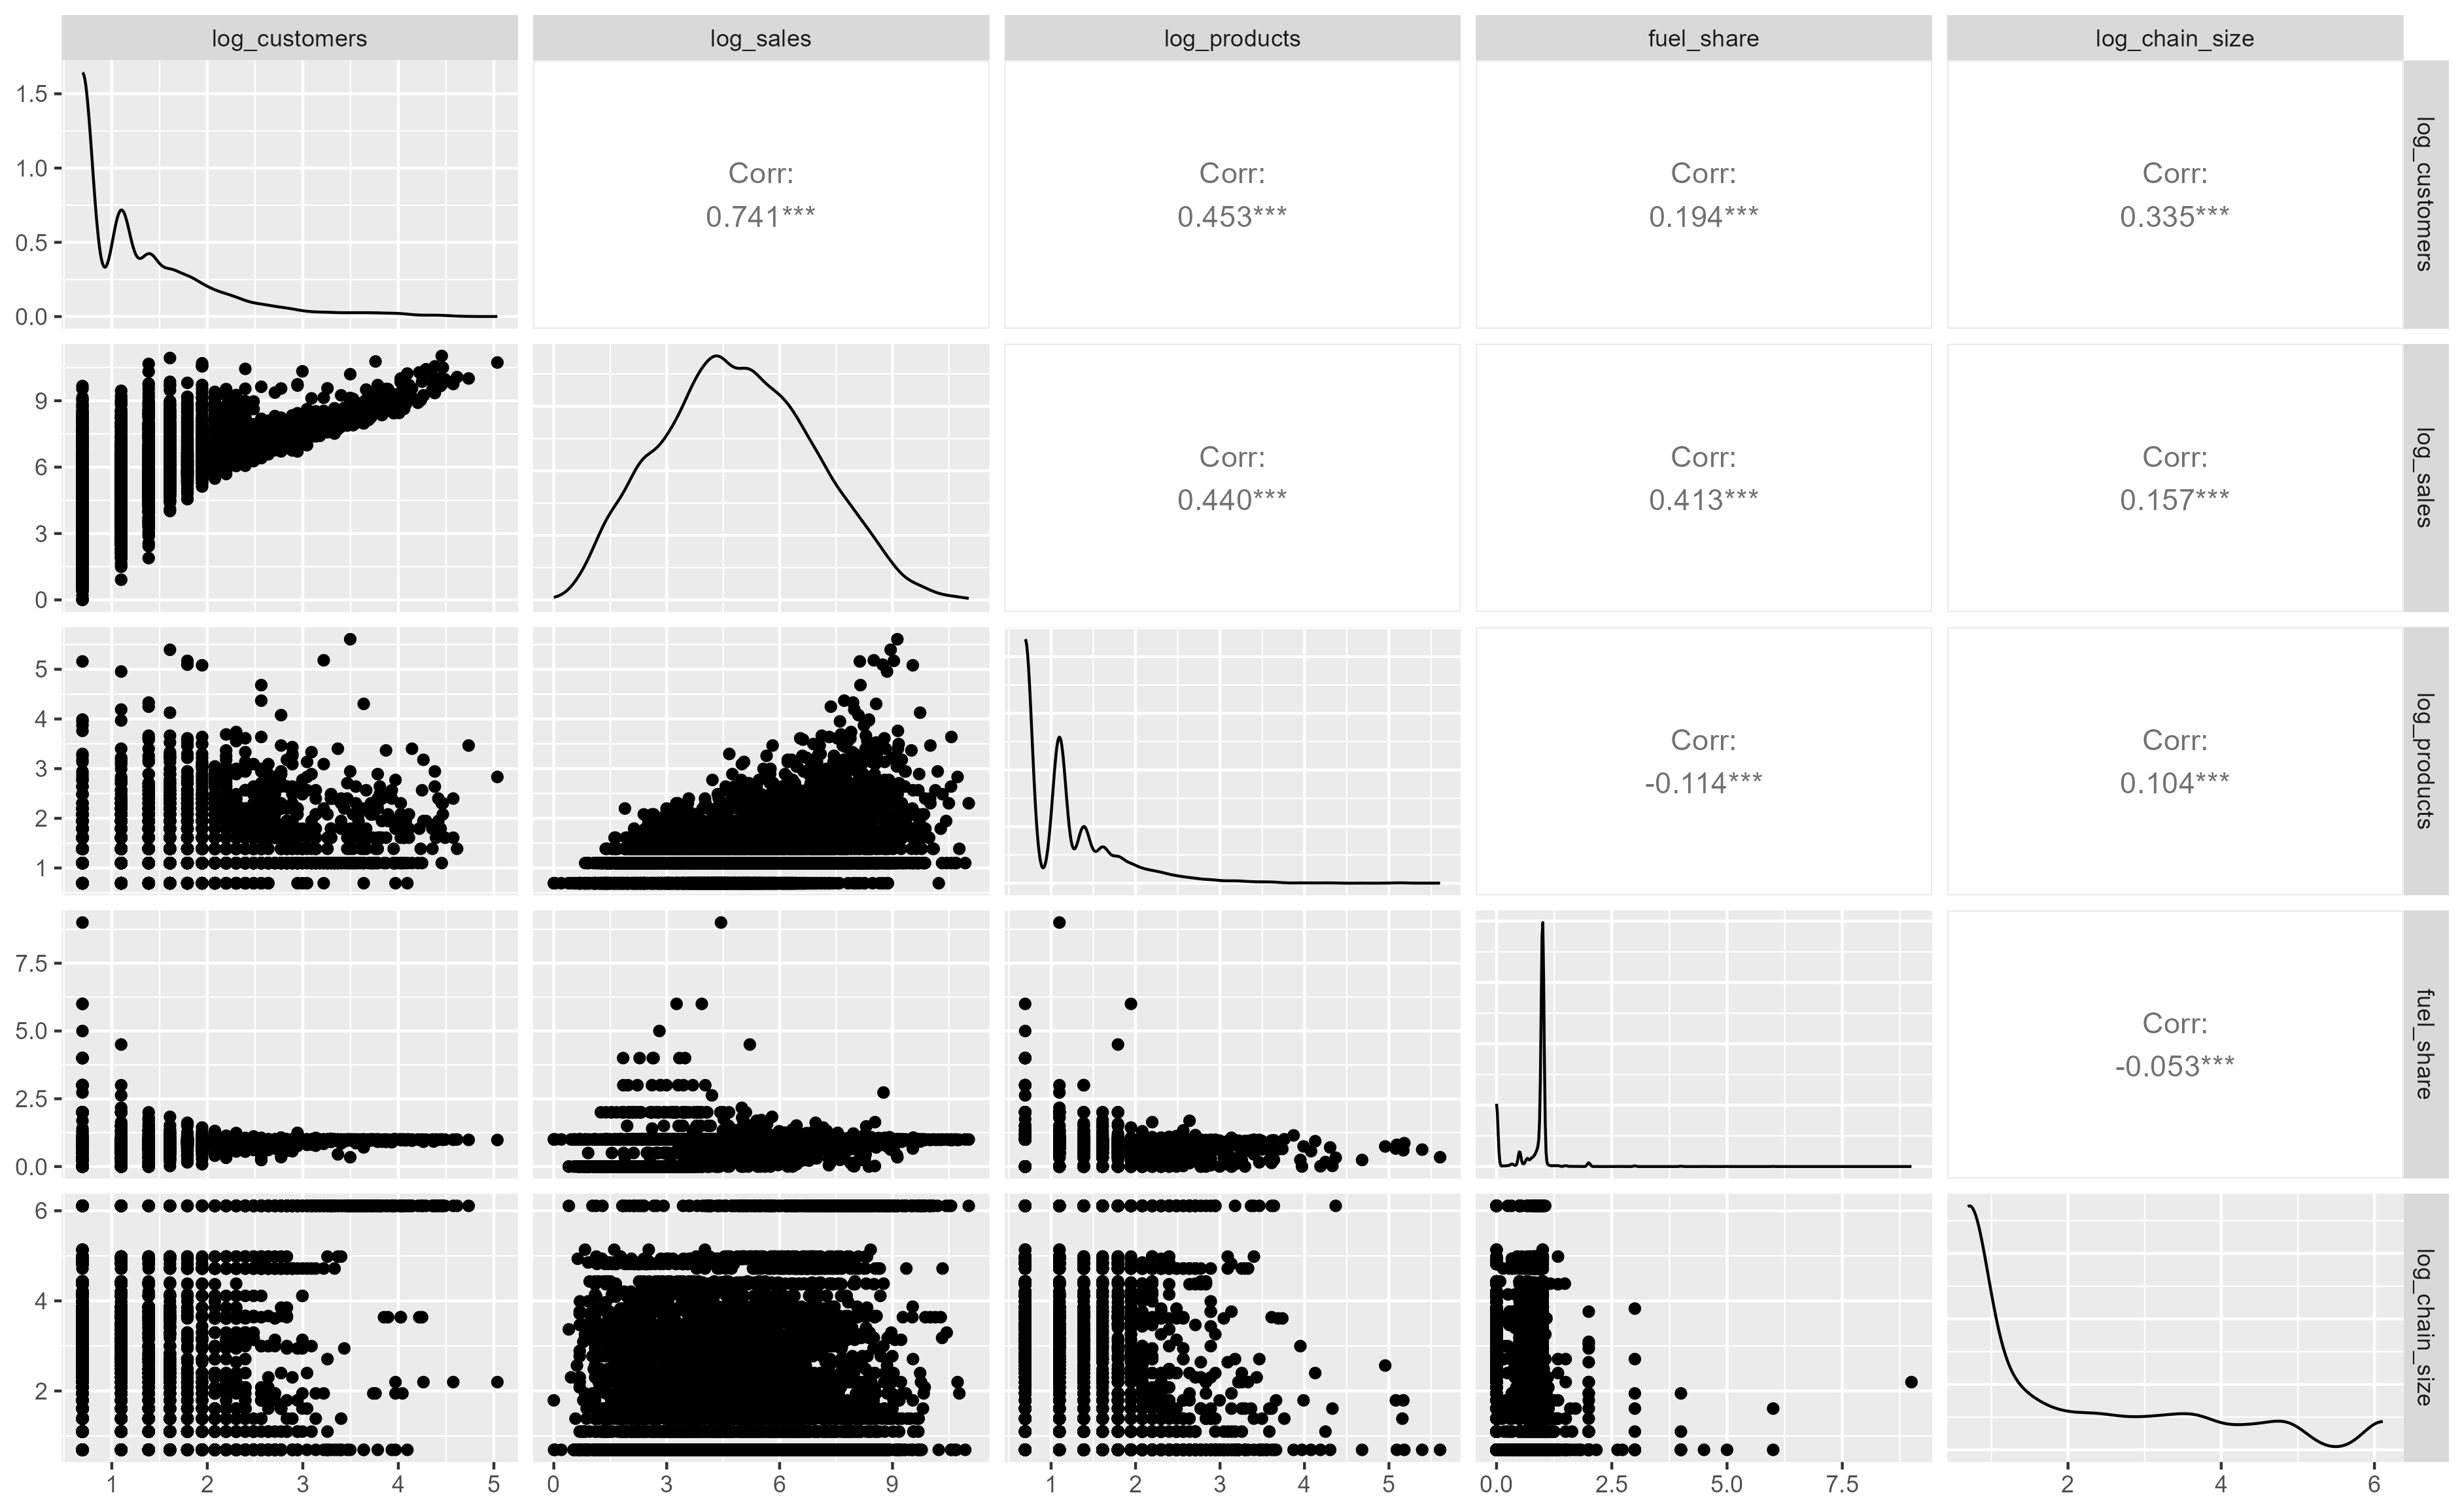 log_customers log_sales log_products fuel_share log_chain_size
1.5
1.0
0.5
0.0
Corr:
0.741***
Corr:
0.453***
Corr:
0.194***
Corr:
0.335***
log_customers
9
6
3
0
Corr:
0.440***
Corr:
0.413***
Corr:
0.157***
log_sales
5
4
3
2
1
Corr:
-0.114***
Corr:
0.104***
log_products
7.5
5.0
2.5
0.0
Corr:
-0.053***
fuel_share
6
4
2
log_chain_size
1 2 3 4 5 0 3 6 9 1 2 3 4 5 0.0 2.5 5.0 7.5 2 4 6